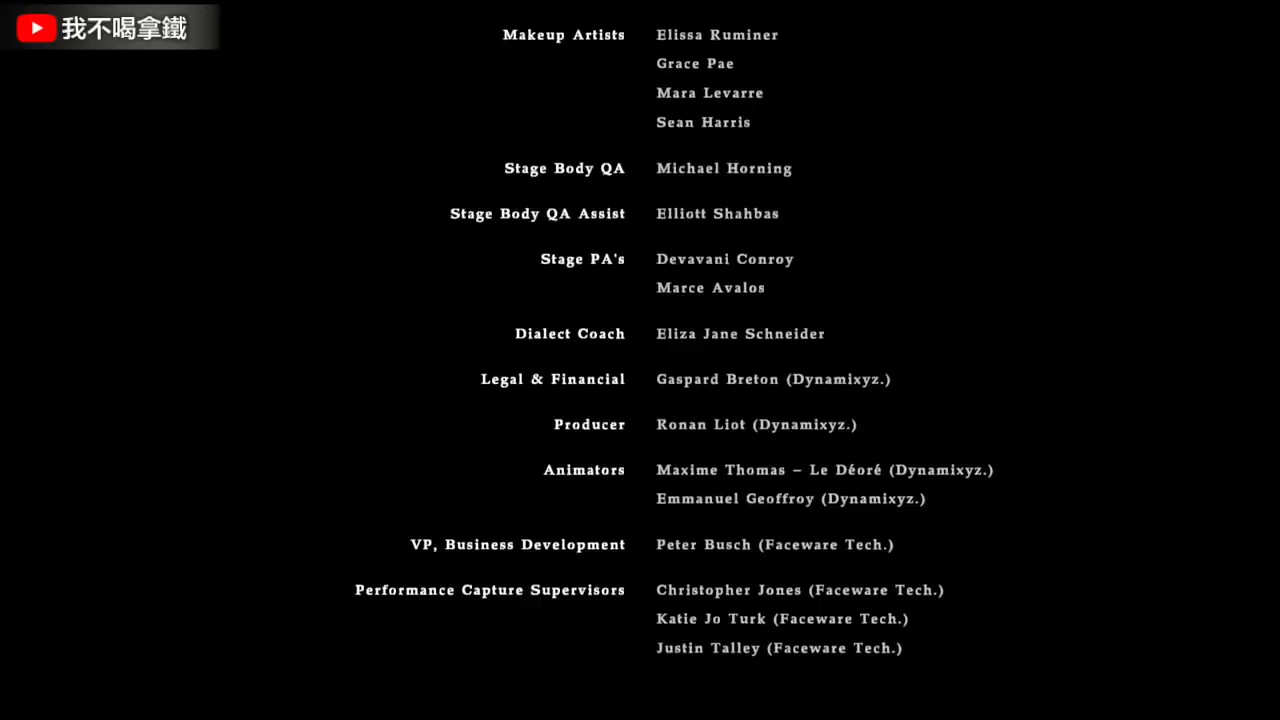 我不喝拿鐵
Makeup Artists Elissa Ruminer
Grace Pae
Mara Levarre
Sean Harris
Stage Body QA Michael Horning
Stage Body QA Assist Elliott Shahbas
Stage PA's Devavani Conroy
Marce Avalos
Dialect Coach Eliza Jane Schneider
Legal & Financial Gaspard Breton (Dynamixyz.)
Producer Ronan Liot (Dynamixyz.)
Animators Maxime Thomas – Le Déoré (Dynamixyz.)
Emmanuel Geoffroy (Dynamixyz.)
VP, Business Development Peter Busch (Faceware Tech.)
Performance Capture Supervisors Christopher Jones (Faceware Tech.)
Katie Jo Turk (Faceware Tech.)
Justin Talley (Faceware Tech.)